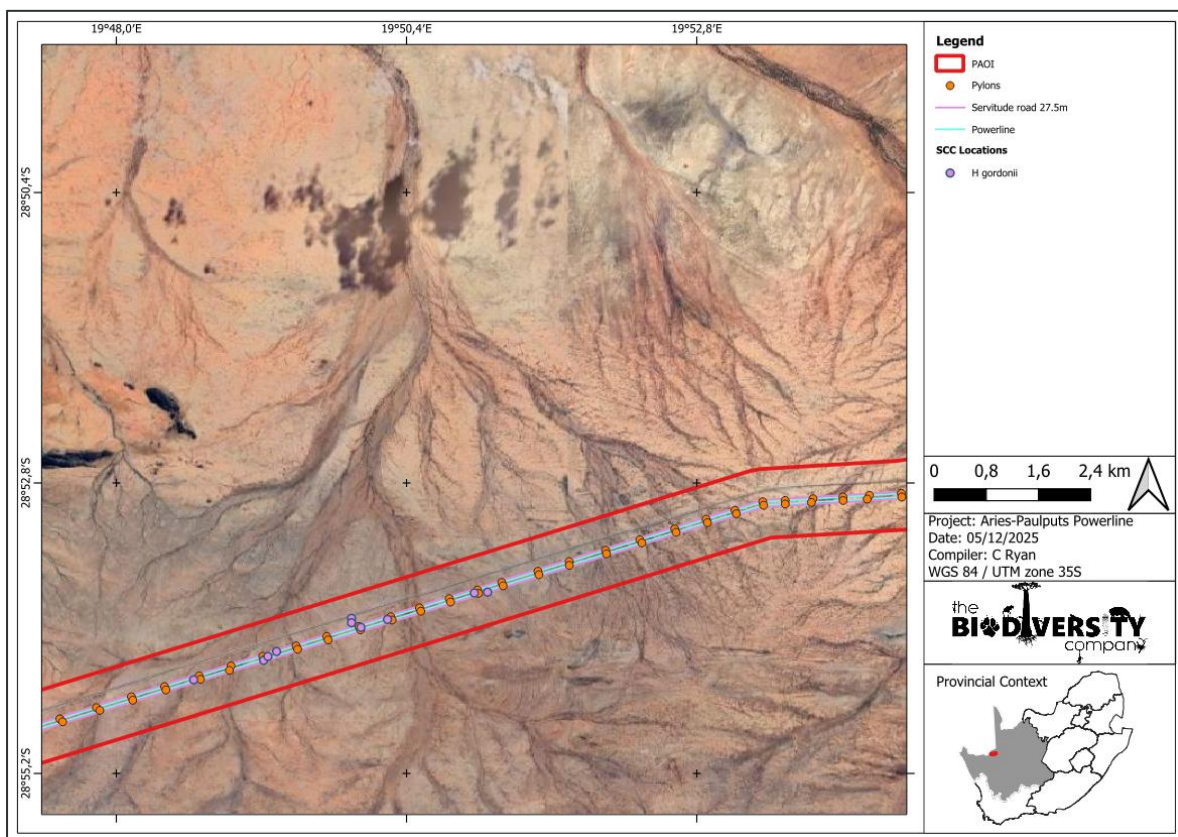 19°48,0'E
19°50,4'E
19°52,8'E
28°50,4'S
28°52,8'S
28°55,2'S
Legend
PAOI
Pylons
Servitude road 27.5m
Powerline
SCC Locations
H gordonii
0 0,8 1,6 2,4 km
Project: Aries-Paulputs Powerline
Date: 05/12/2025
Compiler: C Ryan
WGS 84 / UTM zone 35S
the
BIODIVERSITY
company
Provincial Context